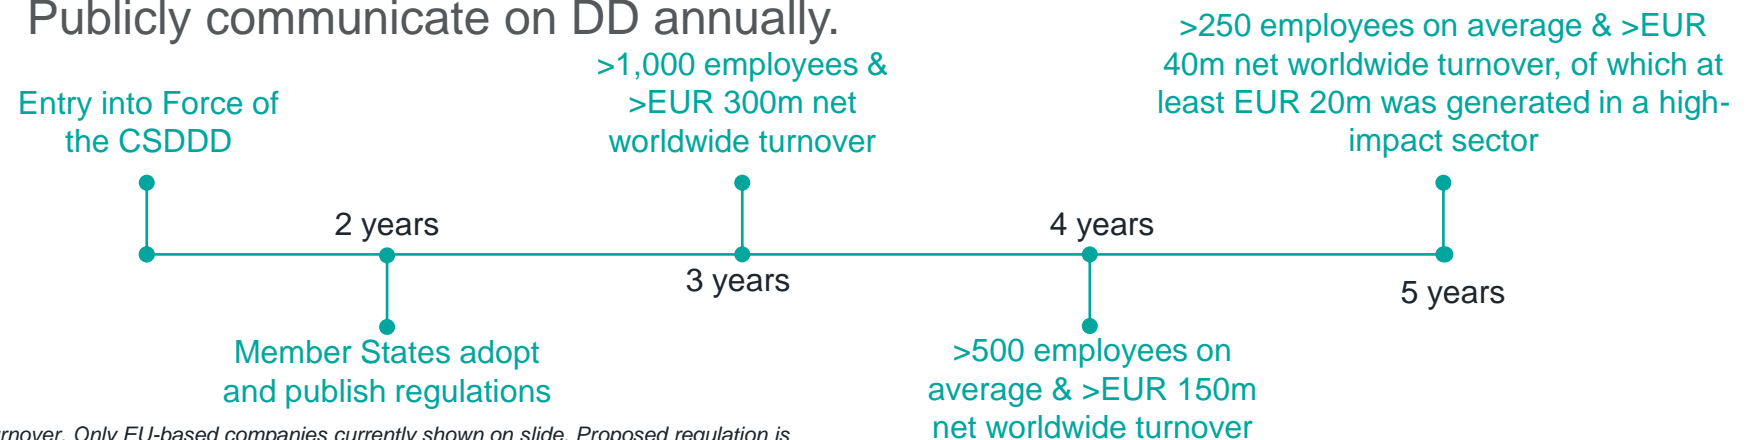 Publicly communicate on DD annually.
Entry into Force of
the CSDDD
2 years
Member States adopt
and publish regulations
>1,000 employees &
>EUR 300m net
worldwide turnover
3 years
4 years
>500 employees on
average & >EUR 150m
net worldwide turnover
>250 employees on average & >EUR
40m net worldwide turnover, of which at
least EUR 20m was generated in a high-
impact sector
5 years
Only EU-based companies currently shown on slide. Proposed regulation is